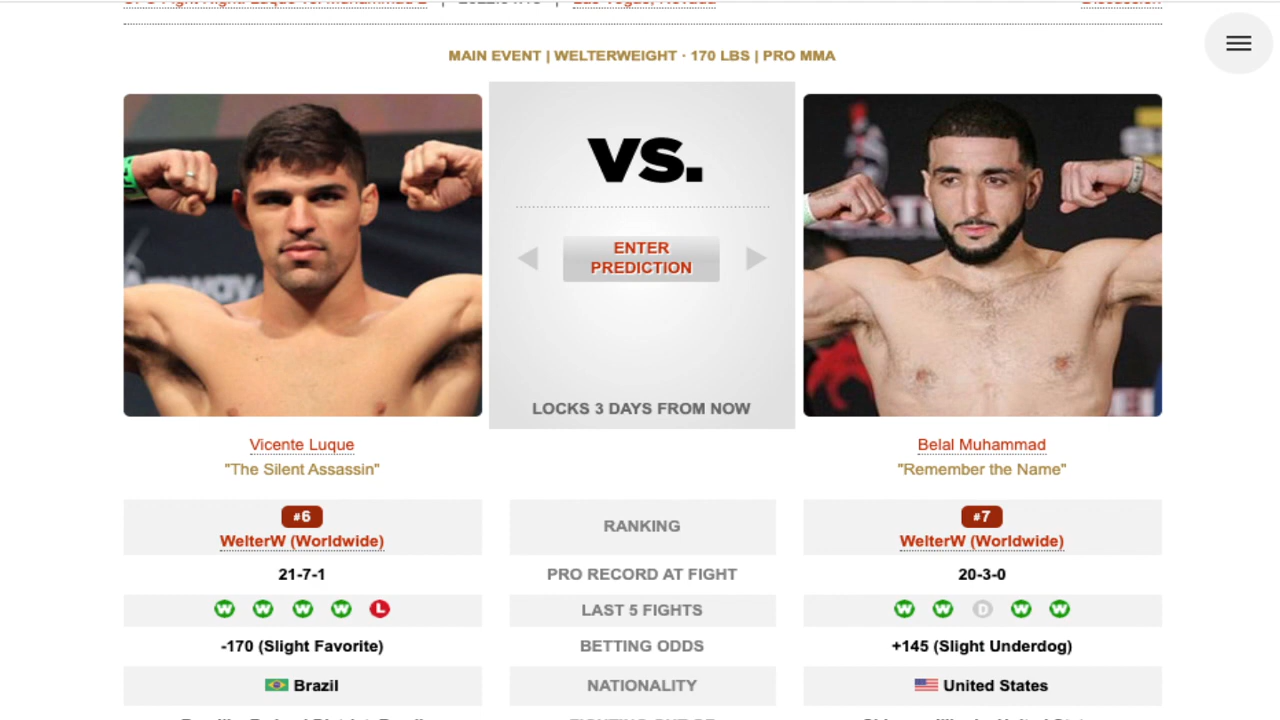 MAIN EVENT | WELTERWEIGHT · 170 LBS | PRO MMA
VS.
ENTER
PREDICTION
LOCKS 3 DAYS FROM NOW
Vicente Luque
"The Silent Assassin"
Belal Muhammad
"Remember the Name"
#6
WelterW (Worldwide)
RANKING
#7
WelterW (Worldwide)
21-7-1
PRO RECORD AT FIGHT
20-3-0
W W W W L
LAST 5 FIGHTS
W W D W W
-170 (Slight Favorite)
BETTING ODDS
+145 (Slight Underdog)
Brazil
NATIONALITY
United States